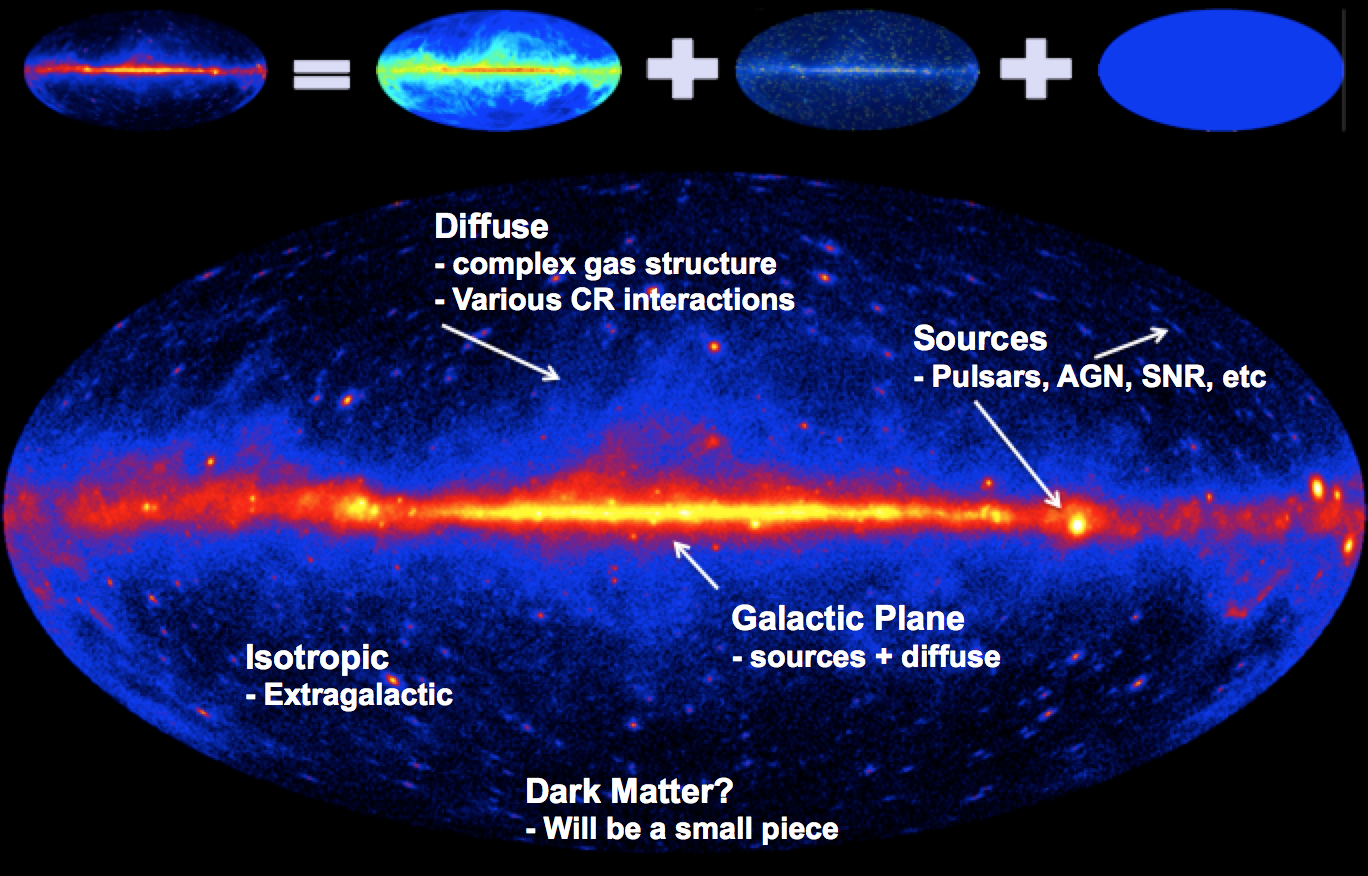 Diffuse
- complex gas structure
- Various CR interactions
Sources
- Pulsars, AGN, SNR, etc
Galactic Plane
- sources + diffuse
Isotropic
- Extragalactic
Dark Matter?
- Will be a small piece